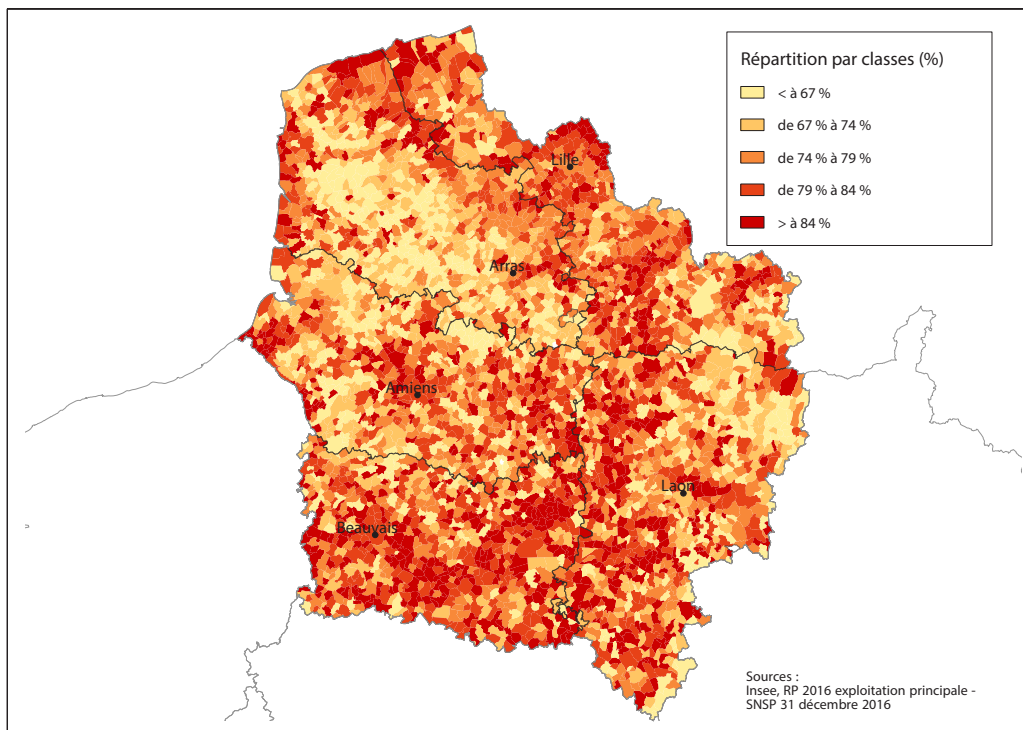 Répartition par classes (%)
< à 67 %
de 67 % à 74 %
de 74 % à 79 %
de 79 % à 84 %
> à 84 %
Lille
Arras
Amiens
Laon
Beauvais
Sources :
Insee, RP 2016 exploitation principale -
SNSP 31 décembre 2016